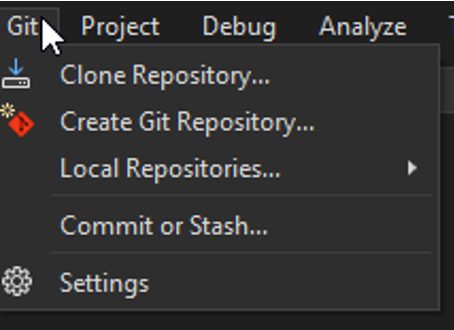 Git Project Debug Analyze
Clone Repository...
Create Git Repository...
Local Repositories...
Commit or Stash...
Settings